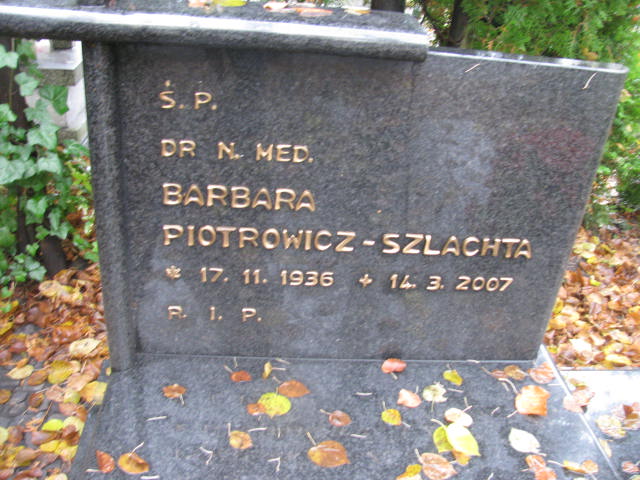 Ś. P.
DR N. MED.
BARBARA
PIOTROWICZ-SZLACHTA
* 17. 11. 1936 + 14. 3. 2007
R. I. P.